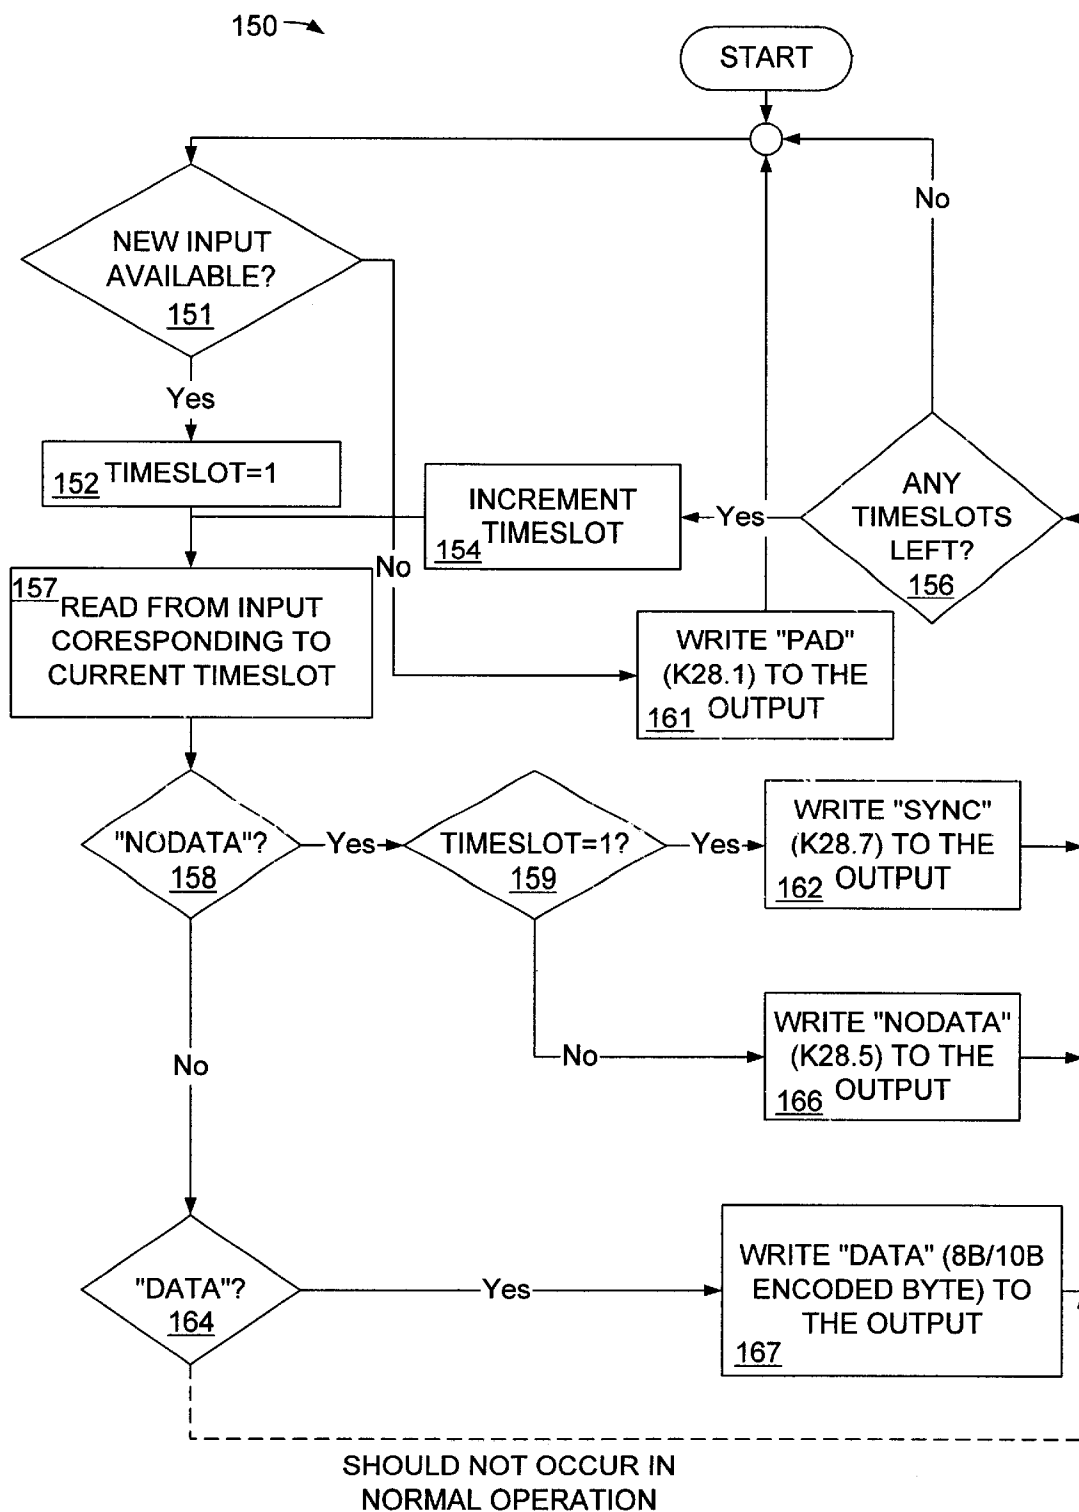 150
START
No
NEW INPUT
AVAILABLE?
151
Yes
152 TIMESLOT=1
INCREMENT
TIMESLOT
154
Yes
ANY
TIMESLOTS
LEFT?
156
No
157
READ FROM INPUT
CORESPONDING TO
CURRENT TIMESLOT
WRITE "PAD"
(K28.1) TO THE
OUTPUT
161
"NODATA"?
158
Yes
TIMESLOT=1?
159
Yes
WRITE "SYNC"
(K28.7) TO THE
OUTPUT
162
No
WRITE "NODATA"
(K28.5) TO THE
OUTPUT
166
No
"DATA"?
164
Yes
WRITE "DATA" (8B/10B
ENCODED BYTE) TO
THE OUTPUT
167
SHOULD NOT OCCUR IN
NORMAL OPERATION